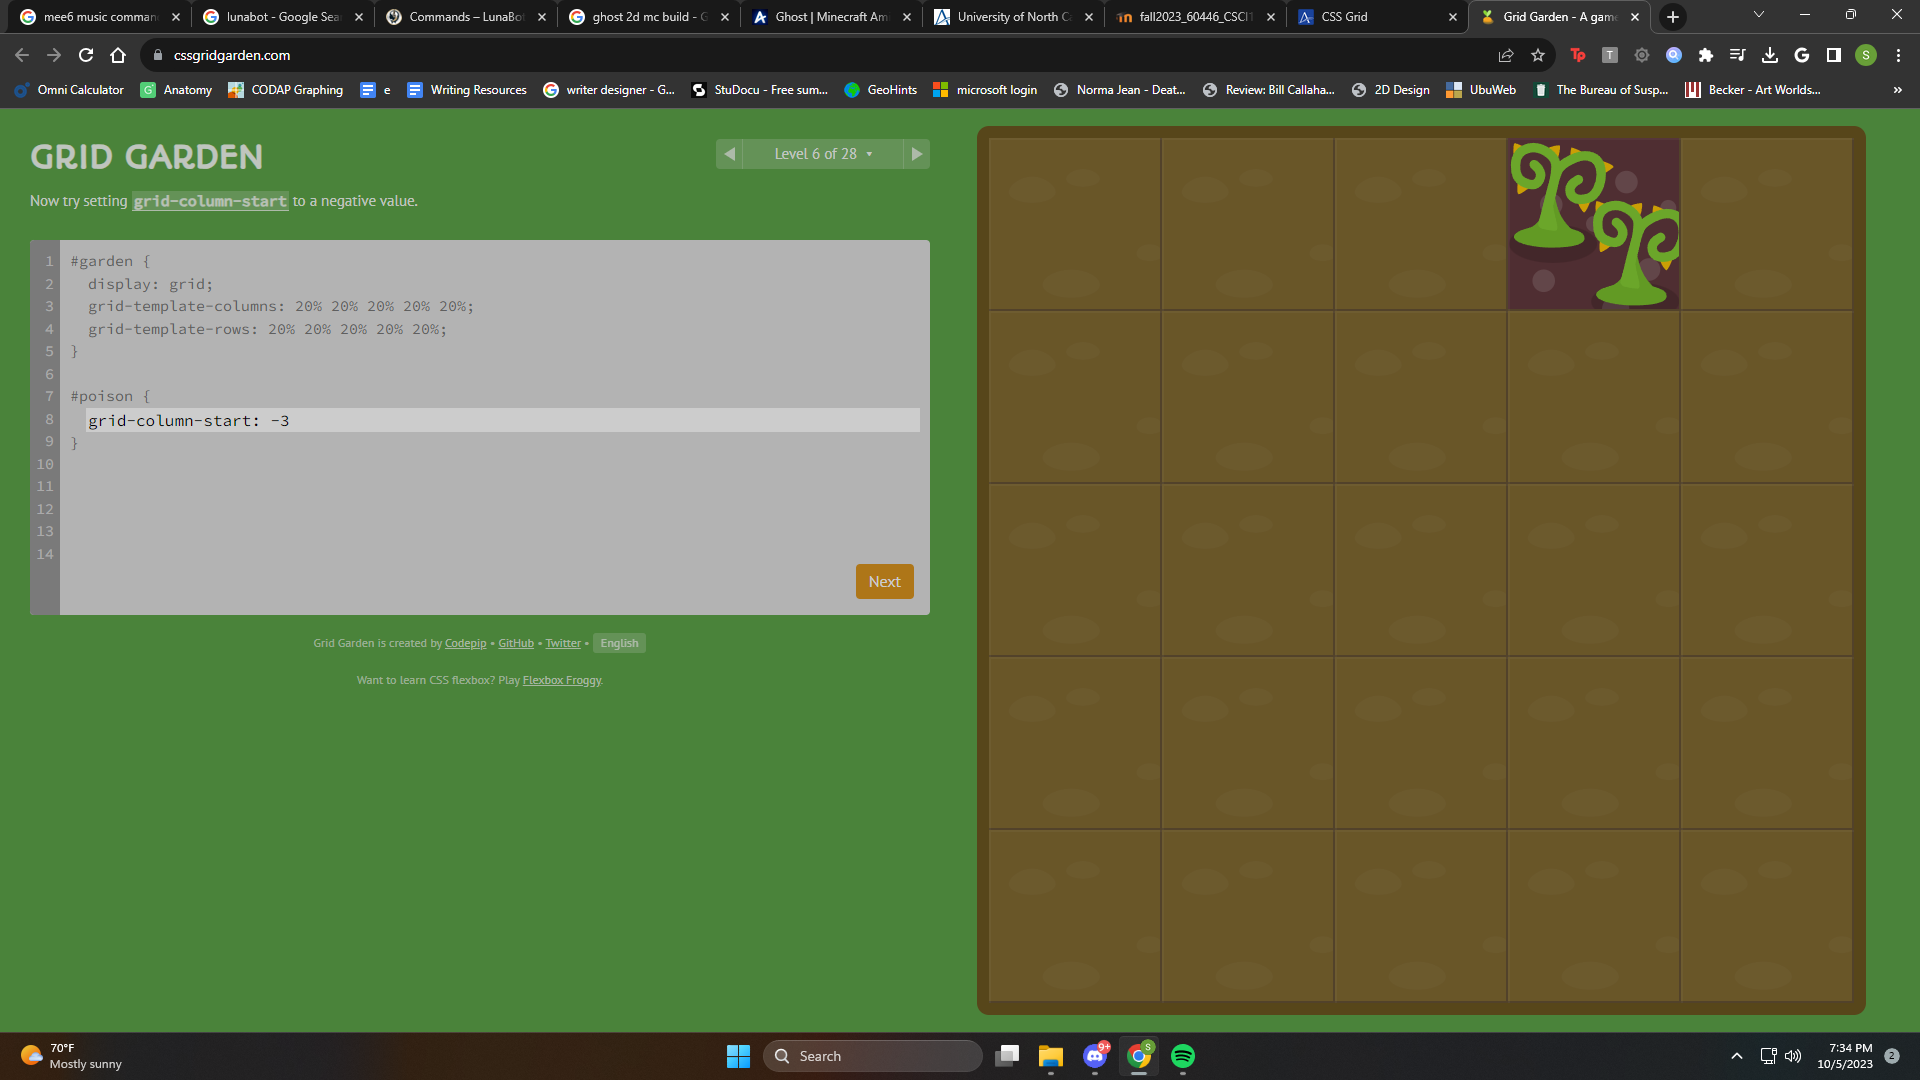 mee6 music comman
lunabot - Google Sea
Commands – LunaBot
ghost 2d mc build - G
Ghost | Minecraft Am
University of North C
fall2023_60446_CSCI1
CSS Grid
Grid Garden - A game
cssgridgarden.com
Omni Calculator
Anatomy
CODAP Graphing
e
Writing Resources
writer designer - G...
StuDocu - Free sum...
GeoHints
microsoft login
Norma Jean - Deat...
Review: Bill Callaha...
2D Design
UbuWeb
The Bureau of Susp...
Becker - Art Worlds...
»
GRID GARDEN
Level 6 of 28
Now try setting grid-column-start to a negative value.
1 #garden {
2 display: grid;
3 grid-template-columns: 20% 20% 20% 20% 20%;
4 grid-template-rows: 20% 20% 20% 20% 20%;
5 }
6
7 #poison {
8 grid-column-start: -3
9 }
10
11
12
13
14
Next
Grid Garden is created by Codepip • GitHub • Twitter • English
Want to learn CSS flexbox? Play Flexbox Froggy.
70°F
Mostly sunny
Search
9+
S
7:34 PM
10/5/2023
2